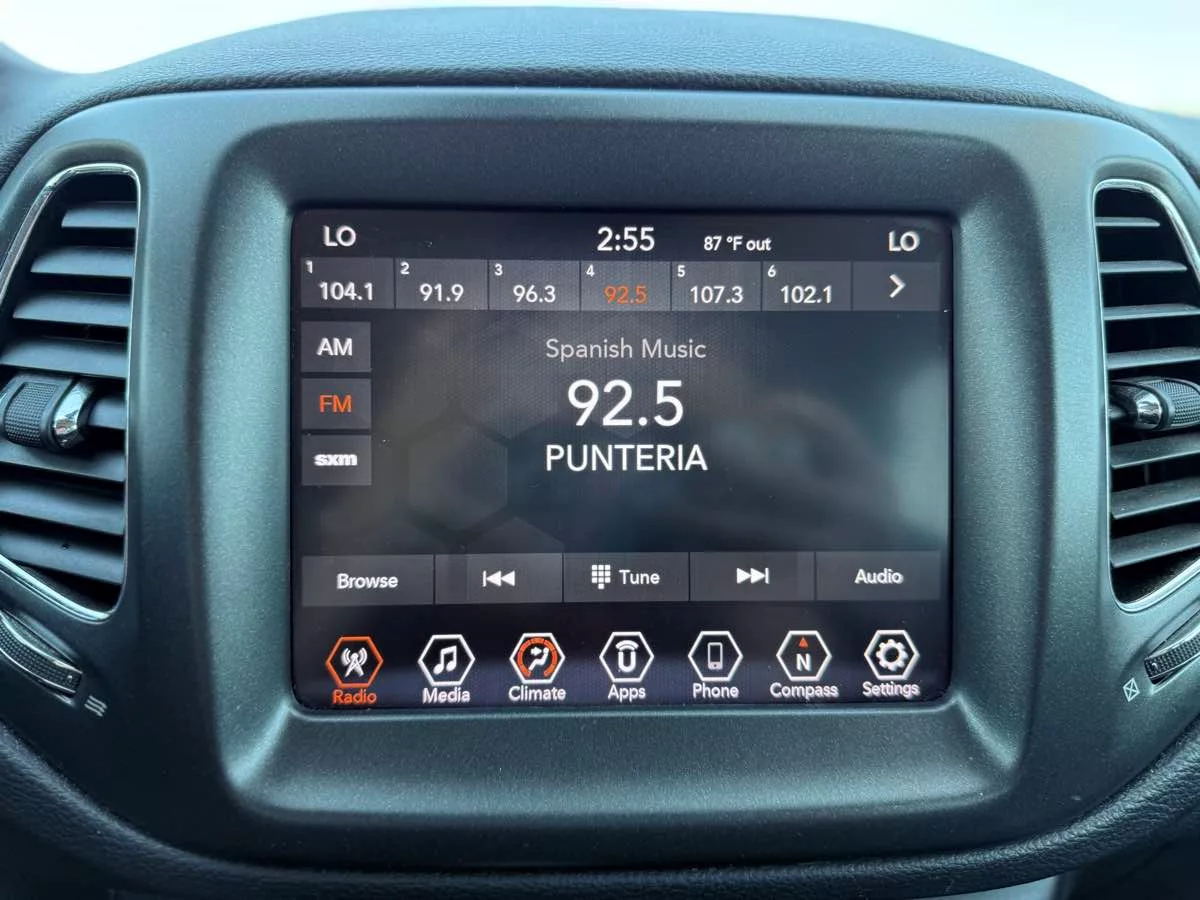 LO 2:55 87 °F out LO
1 104.1 2 91.9 3 96.3 4 92.5 5 107.3 6 102.1
AM
Spanish Music
FM
92.5
PUNTERIA
sxm
Browse Tune Audio
U N
Radio Media Climate Apps Phone Compass Settings